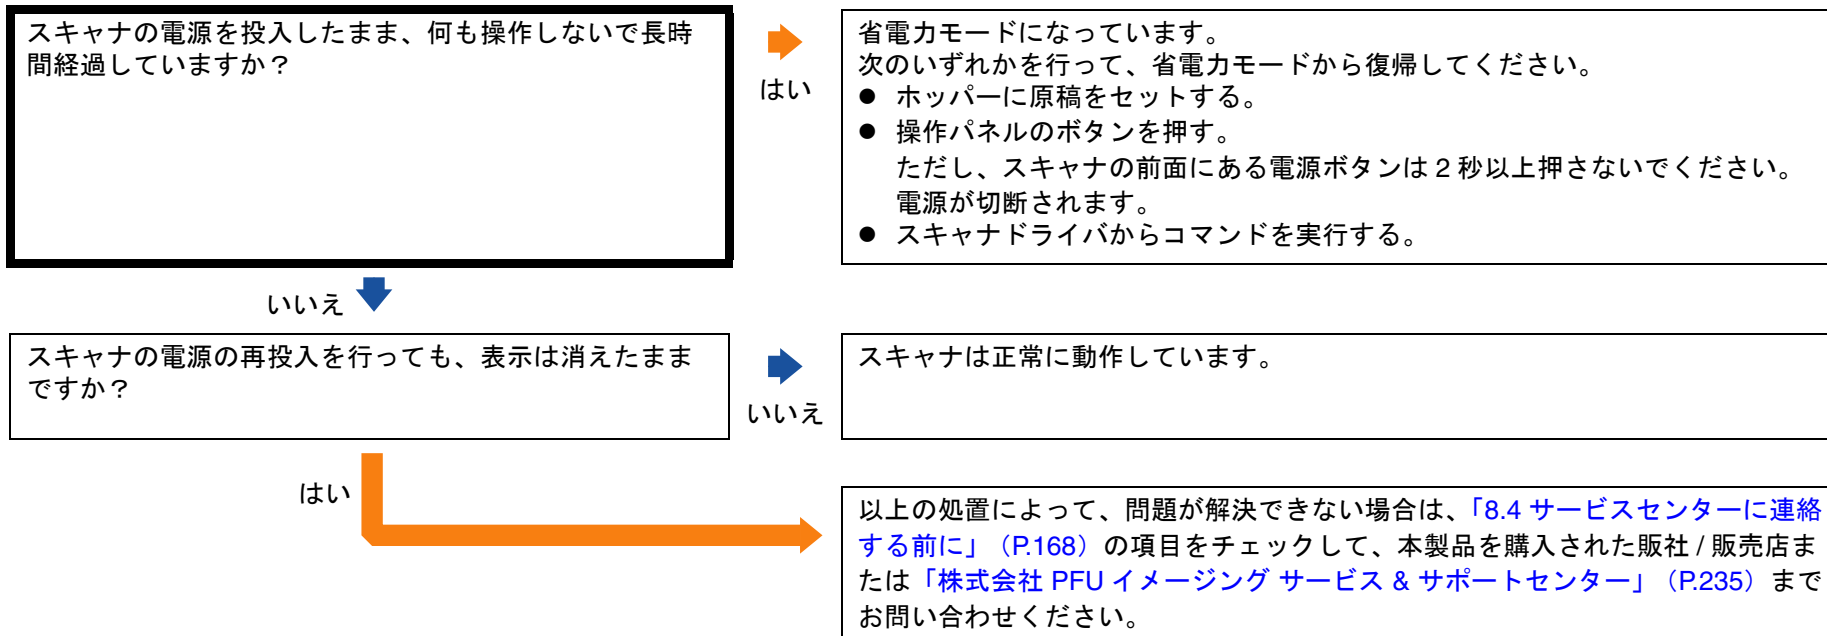 スキャナの電源を投入したまま、何も操作しないで長時
間経過していますか？
はい
省電力モードになっています。
次のいずれかを行って、省電力モードから復帰してください。
● ホッパーに原稿をセットする。
● 操作パネルのボタンを押す。
ただし、スキャナの前面にある電源ボタンは 2 秒以上押さないでください。
電源が切断されます。
● スキャナドライバからコマンドを実行する。
いいえ
スキャナの電源の再投入を行っても、表示は消えたまま
ですか？
いいえ
スキャナは正常に動作しています。
はい
以上の処置によって、問題が解決できない場合は、「8.4 サービスセンターに連絡
する前に」（P.168）の項目をチェックして、本製品を購入された販社 / 販売店ま
たは「株式会社 PFU イメージング サービス & サポートセンター」（P.235）まで
お問い合わせください。